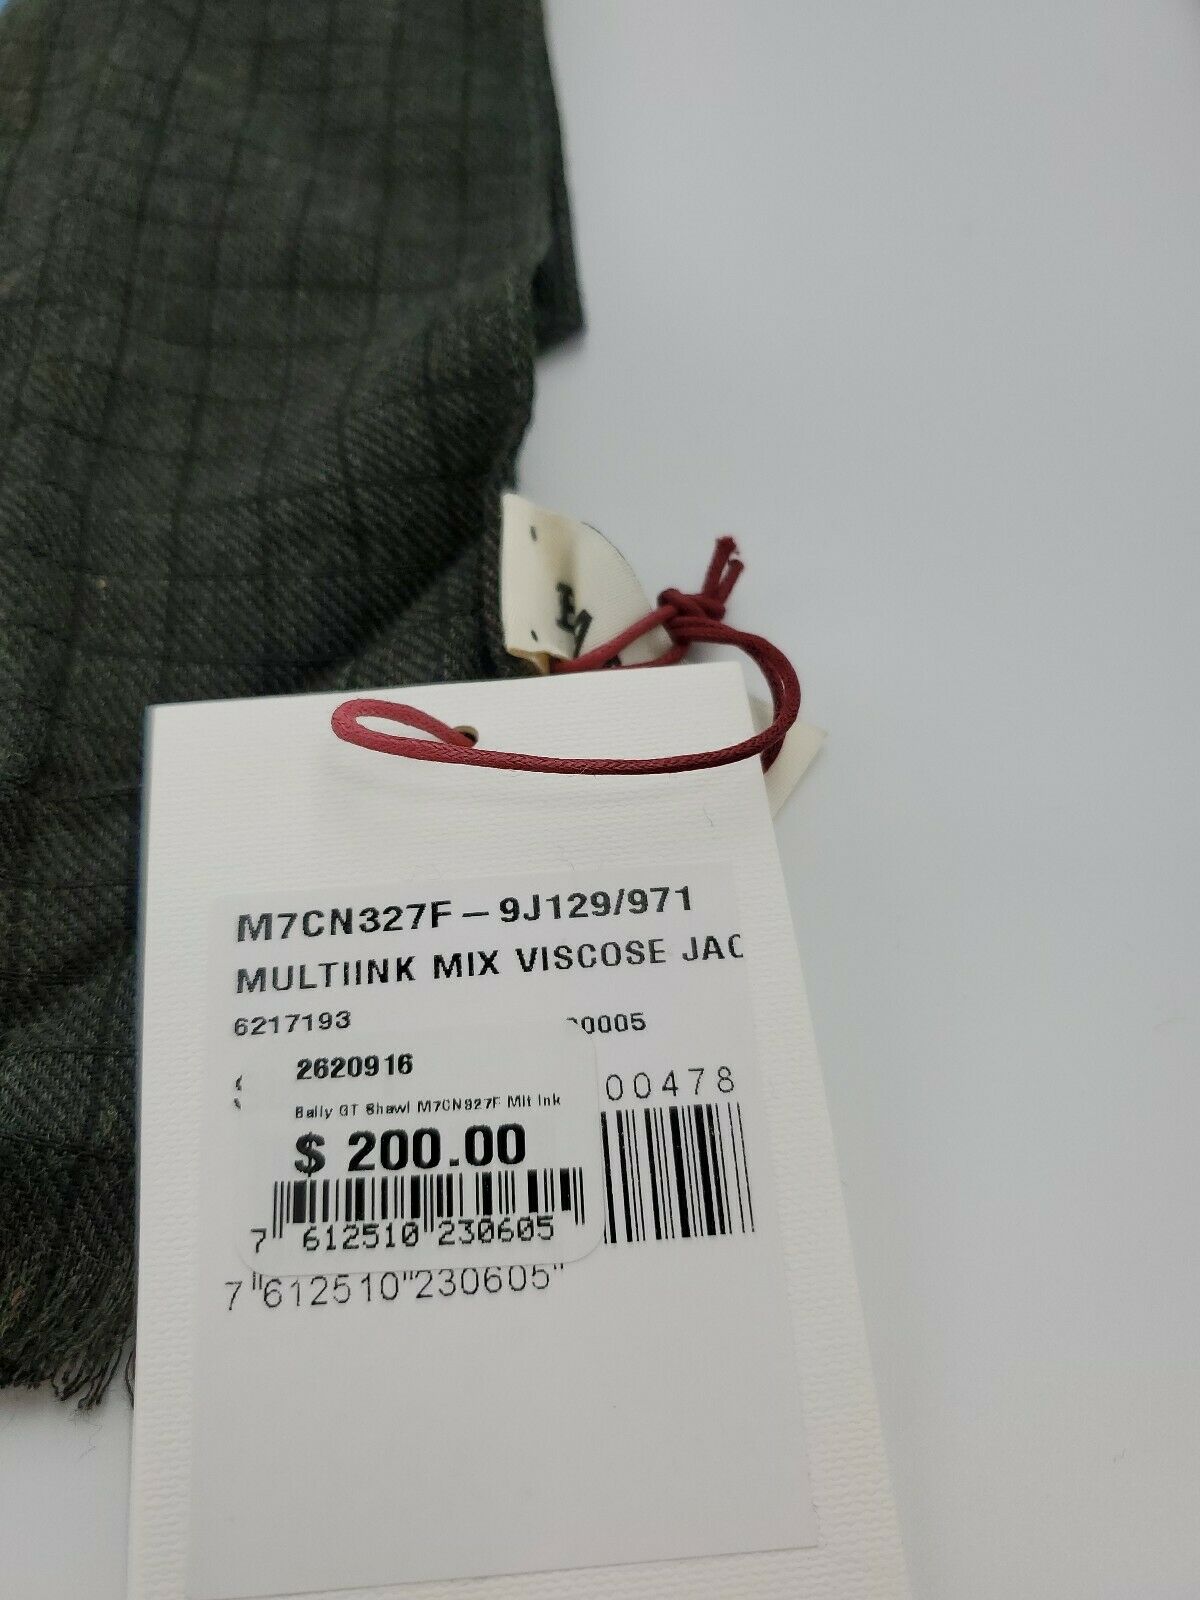 M7CN327F – 9J129/971
MULTIINK MIX VISCOSE JAC
6217193
0005
2620916
00478
Bally GT Shawl M7CN327F Mlt Ink
$ 200.00
7 612510 230605
7"612510"230605"